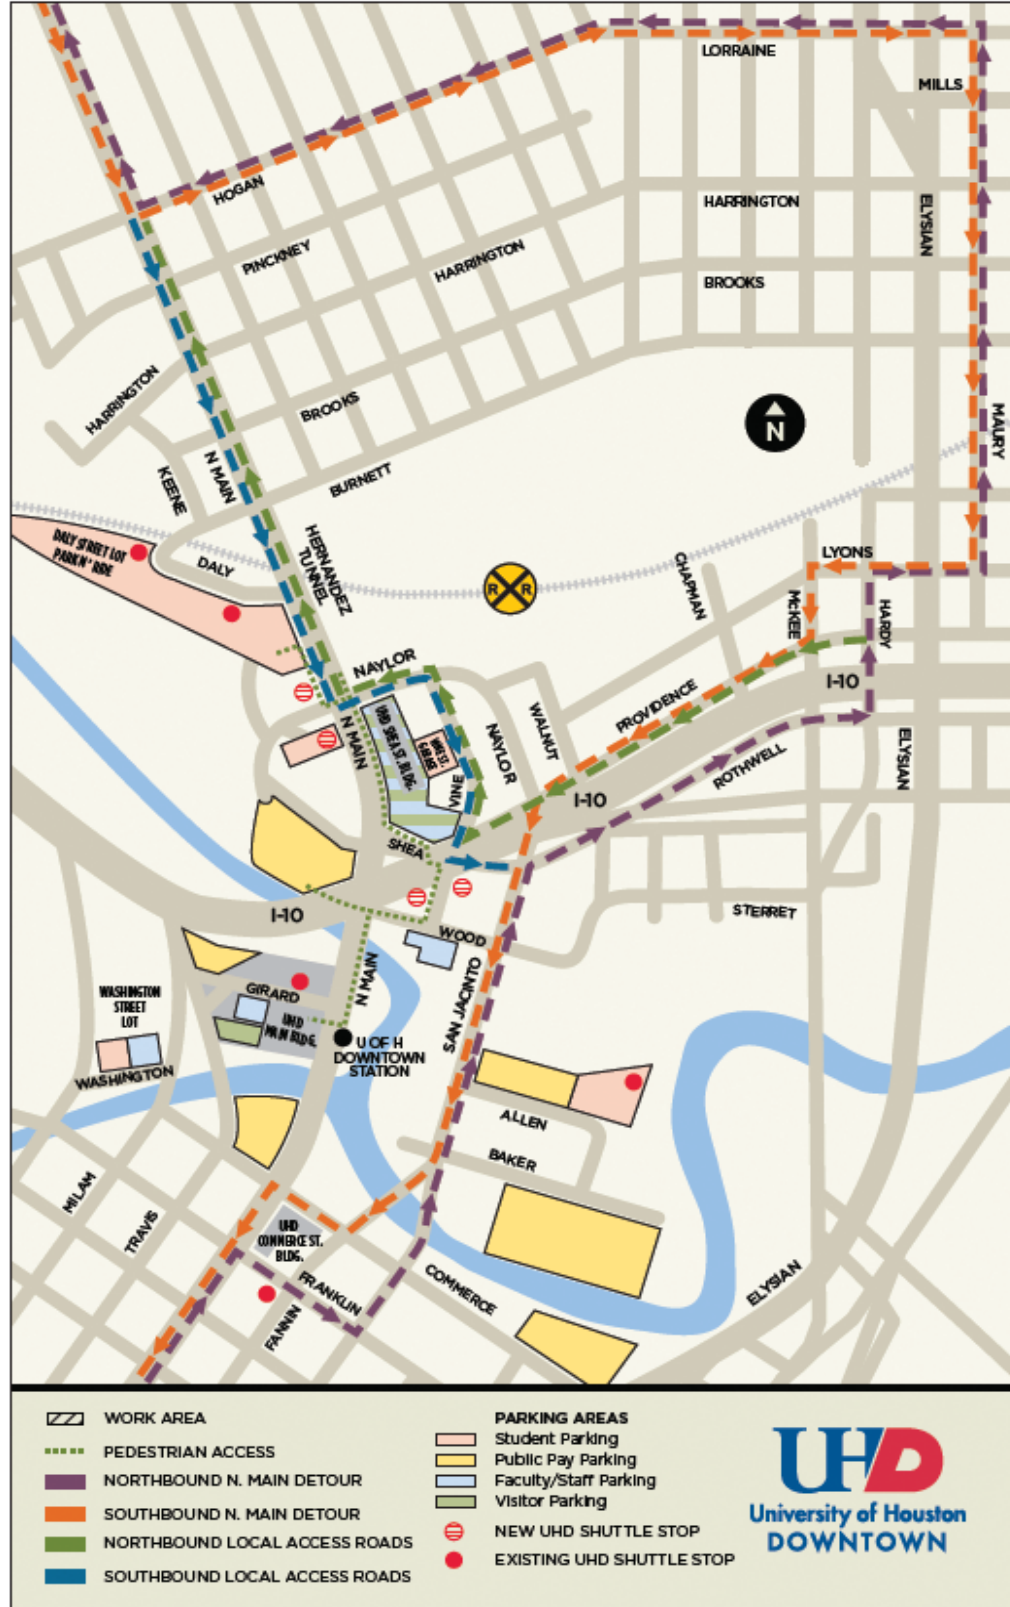 LORRAINE
MILLS
HOGAN
HARRINGTON
ELYSIAN
PINCKNEY
HARRINGTON
BROOKS
HARRINGTON
BROOKS
N
MAURY
N MAIN
KEENE
BURNETT
DALY STREET LOT
PARK N' RIDE
DALY
HERNANDEZ
TUNNEL
R R
CHAPMAN
LYONS
McKEE
HARDY
NAYLOR
I-10
N MAIN
UHD SHEA ST. BLDG.
VINE ST.
GARAGE
VINE
NAYLOR
WALNUT
PROVIDENCE
ROTHWELL
ELYSIAN
I-10
SHEA
I-10
WOOD
STERRET
N MAIN
SAN JACINTO
GIRARD
WASHINGTON
STREET
LOT
UHD
MAIN BLDG.
U OF H
DOWNTOWN
STATION
WASHINGTON
ALLEN
BAKER
MILAM
TRAVIS
UHD
COMMERCE ST.
BLDG.
FRANKLIN
FANNIN
COMMERCE
ELYSIAN
WORK AREA
PEDESTRIAN ACCESS
NORTHBOUND N. MAIN DETOUR
SOUTHBOUND N. MAIN DETOUR
NORTHBOUND LOCAL ACCESS ROADS
SOUTHBOUND LOCAL ACCESS ROADS
PARKING AREAS
Student Parking
Public Pay Parking
Faculty/Staff Parking
Visitor Parking
NEW UHD SHUTTLE STOP
EXISTING UHD SHUTTLE STOP
UHD
University of Houston
DOWNTOWN